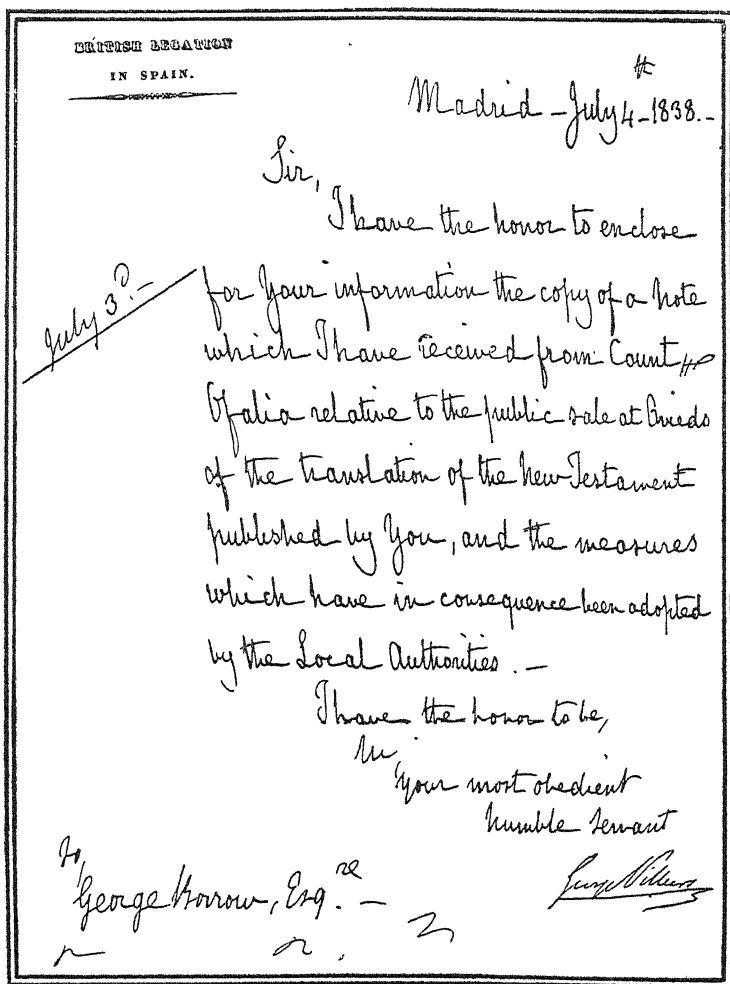 BRITISH LEGATION
IN SPAIN.
Madrid - July 4th - 1838. -
Sir,
I have the honor to enclose
July 3d. -
for Your information the copy of a Note
which I have received from Count
Ofalia relative to the public sale at Oviedo
of the translation of the New Testament
published by You, and the measures
which have in consequence been adopted
by the Local Authorities. -
I have the honor to be,
Sir,
Your most obedient
humble servant
George Villiers
To,
George Borrow, Esqre. -